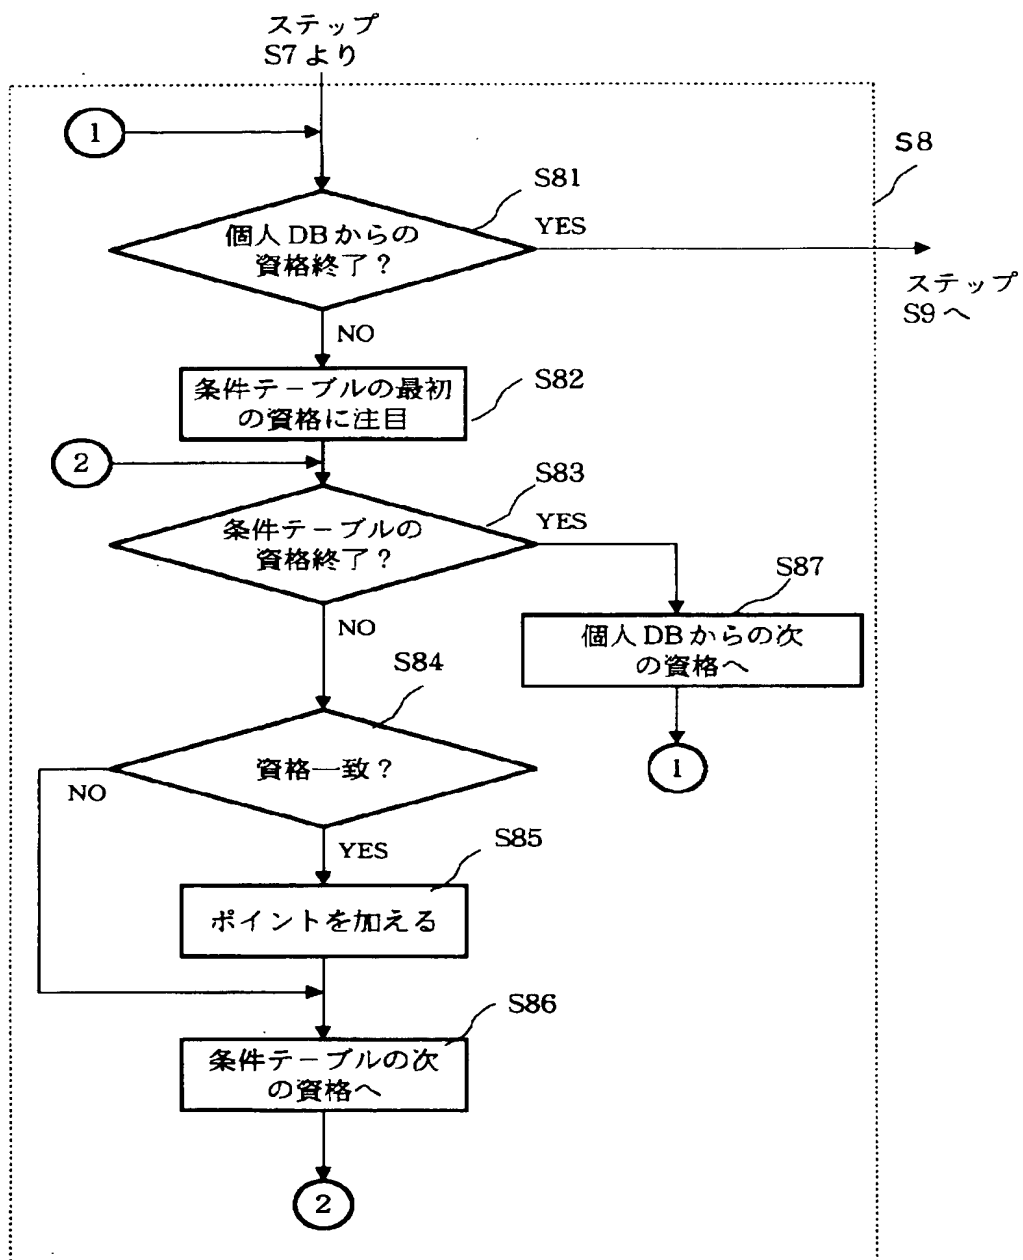 ステップ
S7より
1
S8
S81
個人DBからの
資格終了?
YES
ステップ
S9へ
NO
条件テーブルの最初
の資格に注目
S82
2
S83
条件テーブルの
資格終了?
YES
S87
個人DBからの次
の資格へ
1
NO
S84
資格一致?
NO
YES
S85
ポイントを加える
S86
条件テーブルの次
の資格へ
2